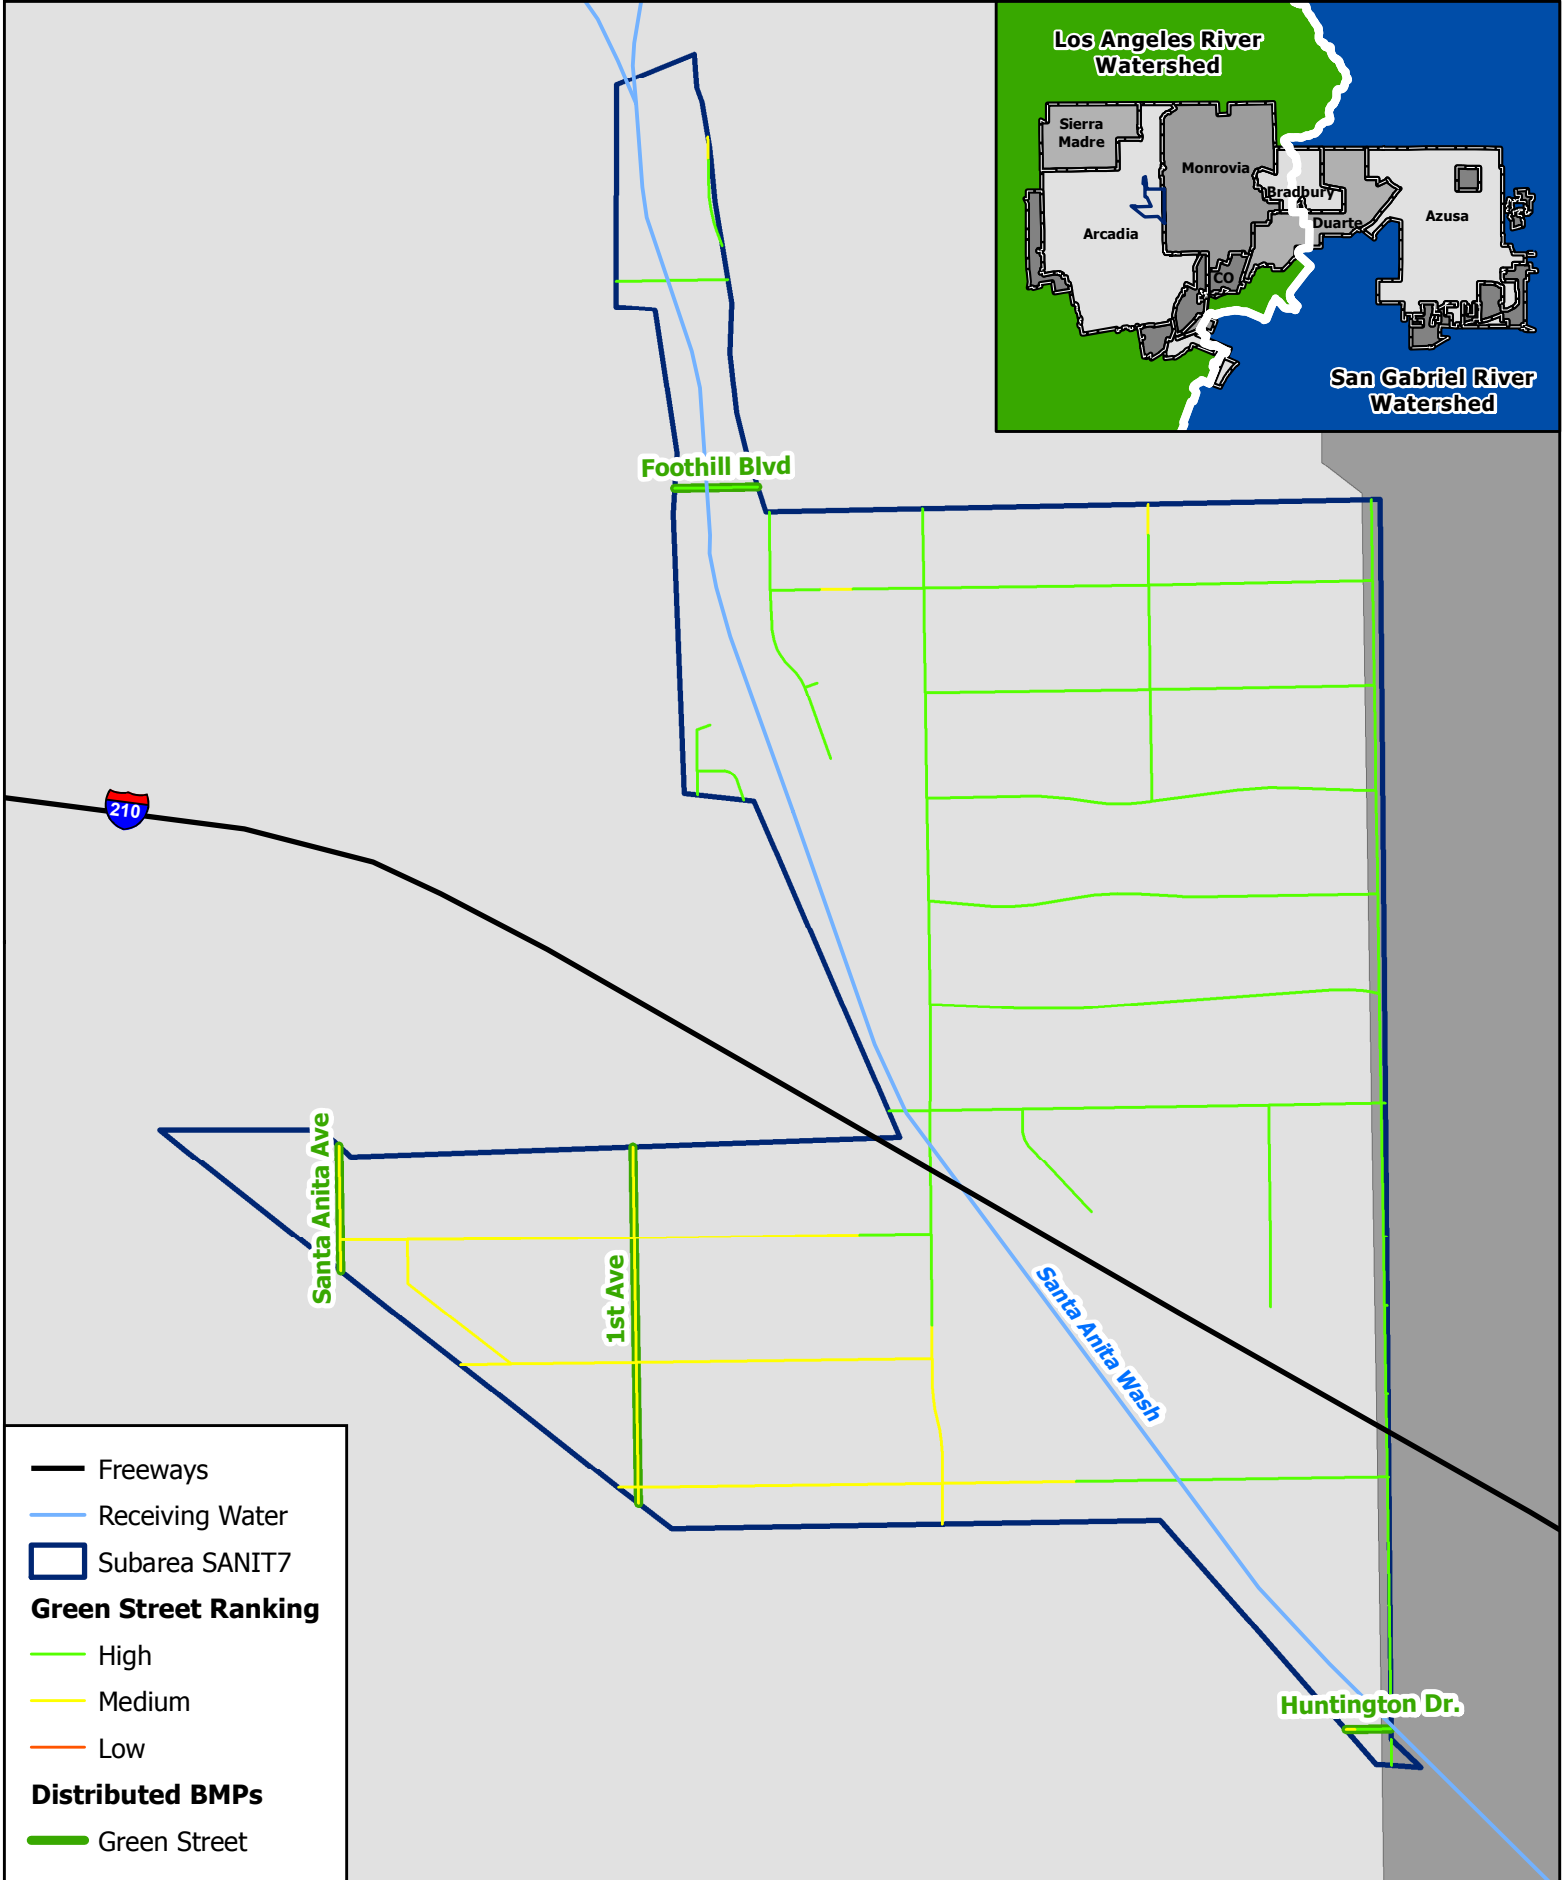 Los Angeles River
Watershed
Sierra
Madre
Monrovia
Bradbury
Duarte
Azusa
Arcadia
CO
San Gabriel River
Watershed
Foothill Blvd
210
Santa Anita Ave
1st Ave
Santa Anita Wash
Huntington Dr.
Freeways
Receiving Water
Subarea SANIT7
Green Street Ranking
High
Medium
Low
Distributed BMPs
Green Street